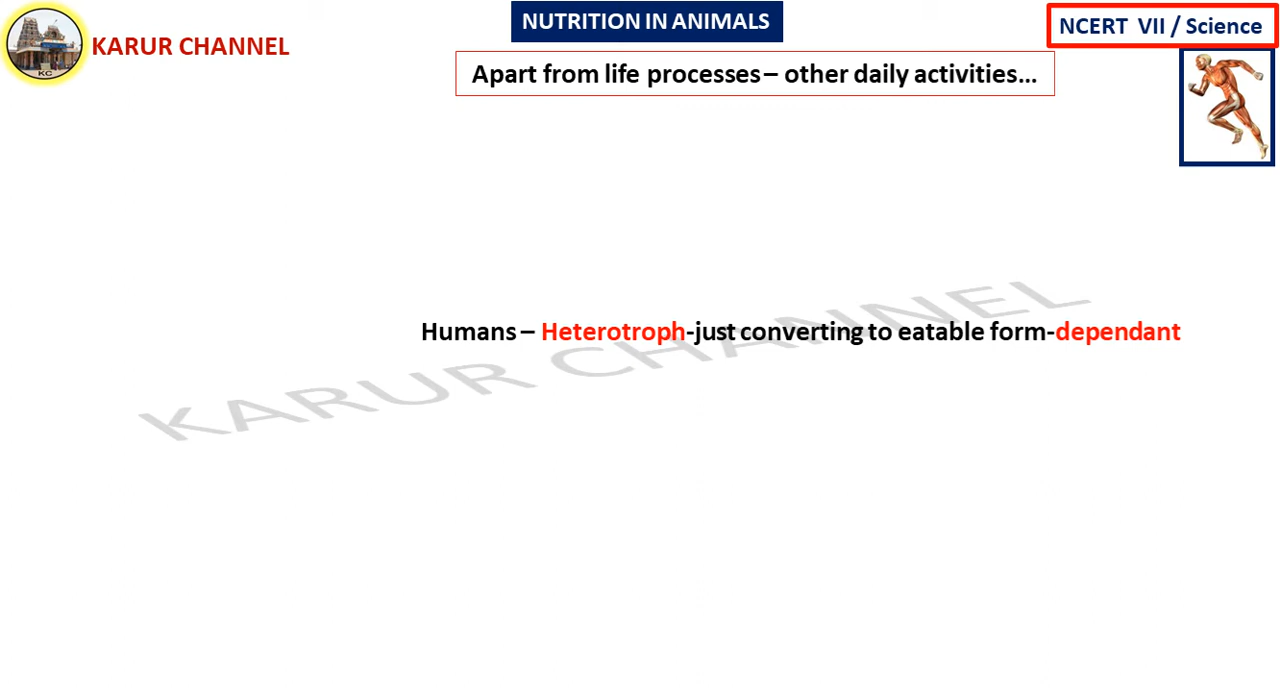 NUTRITION IN ANIMALS
NCERT VII / Science
KARUR CHANNEL
KC
Apart from life processes – other daily activities...
Humans – Heterotroph-just converting to eatable form-dependant
KARUR CHANNEL